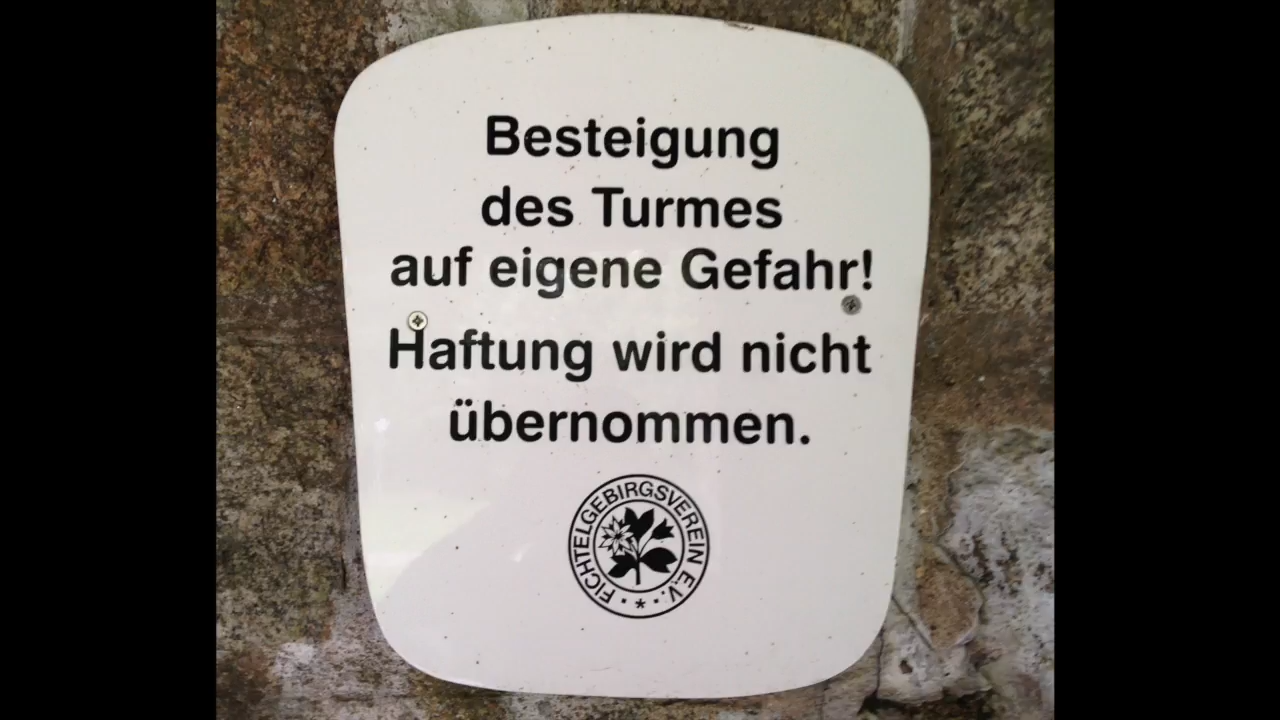 Besteigung
des Turmes
auf eigene Gefahr!
Haftung wird nicht
übernommen.
FICHTELGEBIRGSVEREIN E.V.